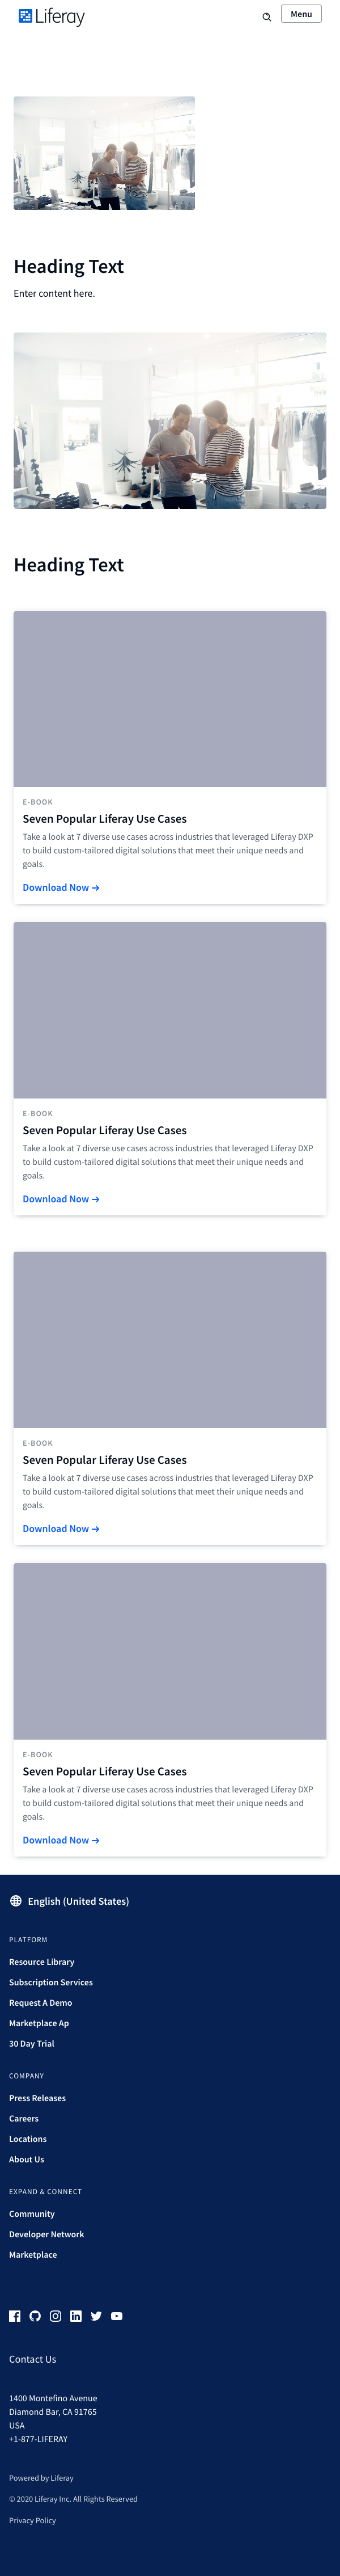 Liferay
Menu
Heading Text
Enter content here.
Heading Text
E-BOOK
Seven Popular Liferay Use Cases
Take a look at 7 diverse use cases across industries that leveraged Liferay DXP
to build custom-tailored digital solutions that meet their unique needs and
goals.
Download Now →
E-BOOK
Seven Popular Liferay Use Cases
Take a look at 7 diverse use cases across industries that leveraged Liferay DXP
to build custom-tailored digital solutions that meet their unique needs and
goals.
Download Now →
E-BOOK
Seven Popular Liferay Use Cases
Take a look at 7 diverse use cases across industries that leveraged Liferay DXP
to build custom-tailored digital solutions that meet their unique needs and
goals.
Download Now →
E-BOOK
Seven Popular Liferay Use Cases
Take a look at 7 diverse use cases across industries that leveraged Liferay DXP
to build custom-tailored digital solutions that meet their unique needs and
goals.
Download Now →
English (United States)
PLATFORM
Resource Library
Subscription Services
Request A Demo
Marketplace Ap
30 Day Trial
COMPANY
Press Releases
Careers
Locations
About Us
EXPAND & CONNECT
Community
Developer Network
Marketplace
Contact Us
1400 Montefino Avenue
Diamond Bar, CA 91765
USA
+1-877-LIFERAY
Powered by Liferay
© 2020 Liferay Inc. All Rights Reserved
Privacy Policy